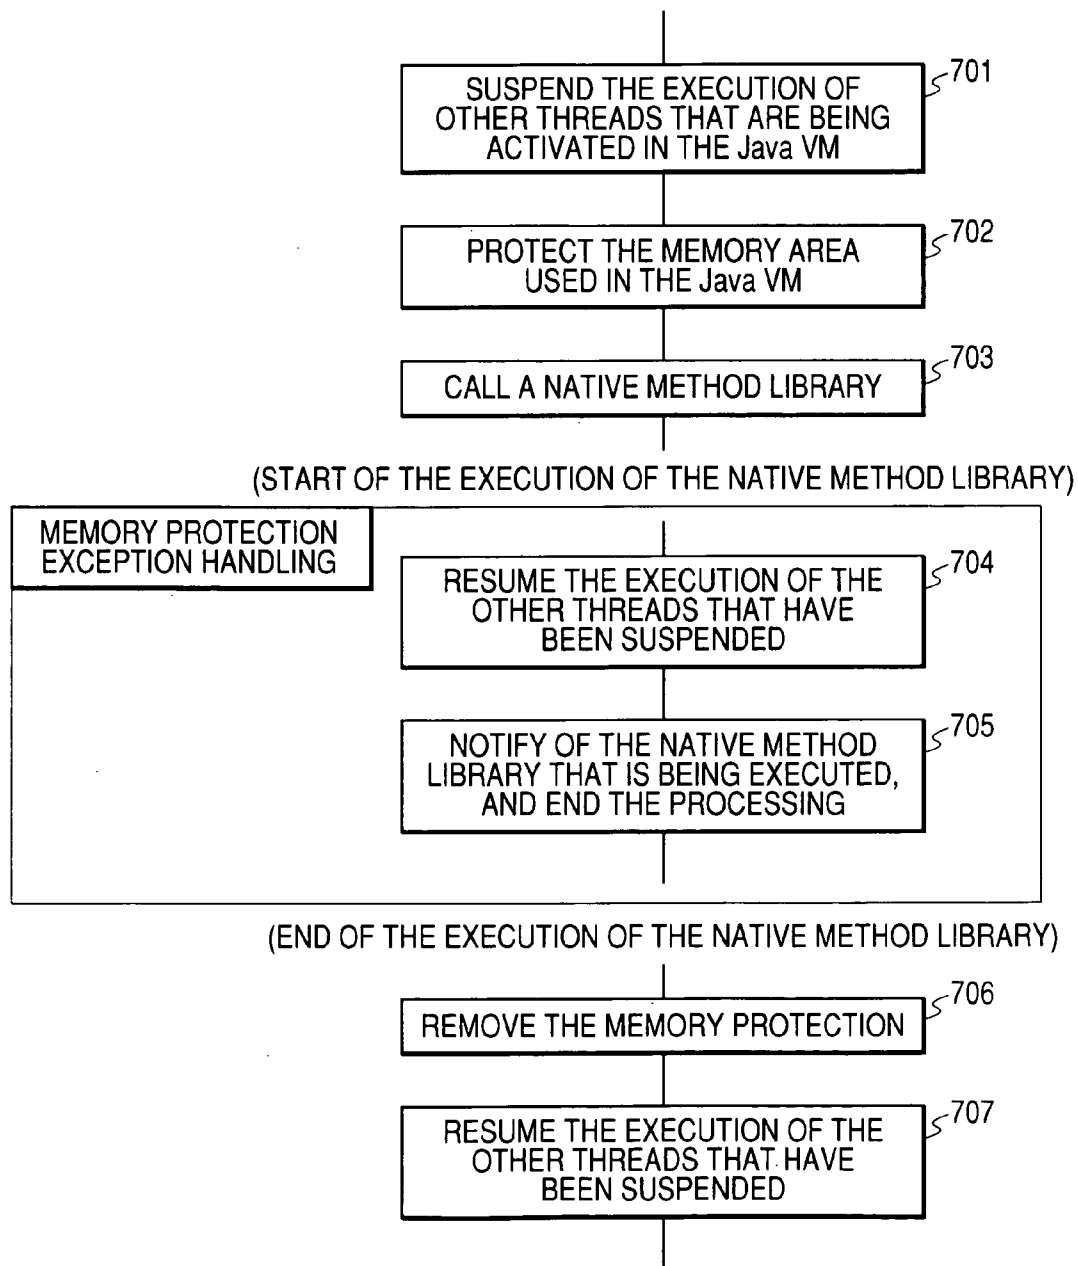 701
SUSPEND THE EXECUTION OF
OTHER THREADS THAT ARE BEING
ACTIVATED IN THE Java VM
702
PROTECT THE MEMORY AREA
USED IN THE Java VM
703
CALL A NATIVE METHOD LIBRARY
(START OF THE EXECUTION OF THE NATIVE METHOD LIBRARY)
MEMORY PROTECTION
EXCEPTION HANDLING
704
RESUME THE EXECUTION OF THE
OTHER THREADS THAT HAVE
BEEN SUSPENDED
705
NOTIFY OF THE NATIVE METHOD
LIBRARY THAT IS BEING EXECUTED,
AND END THE PROCESSING
(END OF THE EXECUTION OF THE NATIVE METHOD LIBRARY)
706
REMOVE THE MEMORY PROTECTION
707
RESUME THE EXECUTION OF THE
OTHER THREADS THAT HAVE
BEEN SUSPENDED